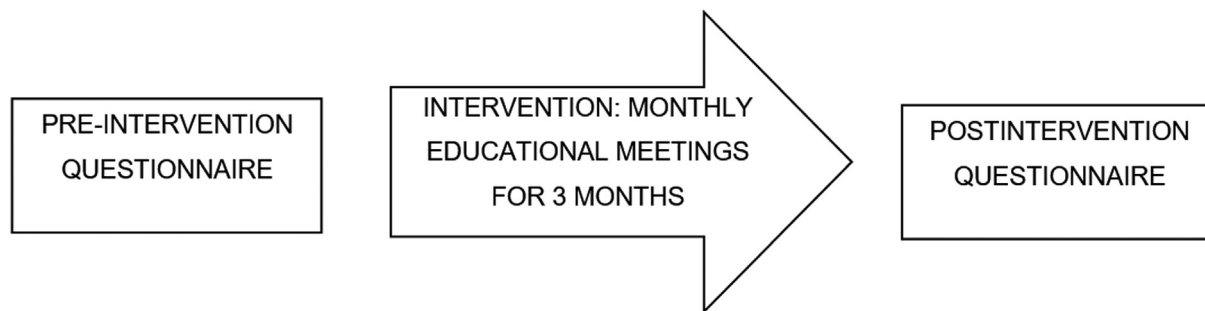 PRE-INTERVENTION
QUESTIONNAIRE
INTERVENTION: MONTHLY
EDUCATIONAL MEETINGS
FOR 3 MONTHS
POSTINTERVENTION
QUESTIONNAIRE